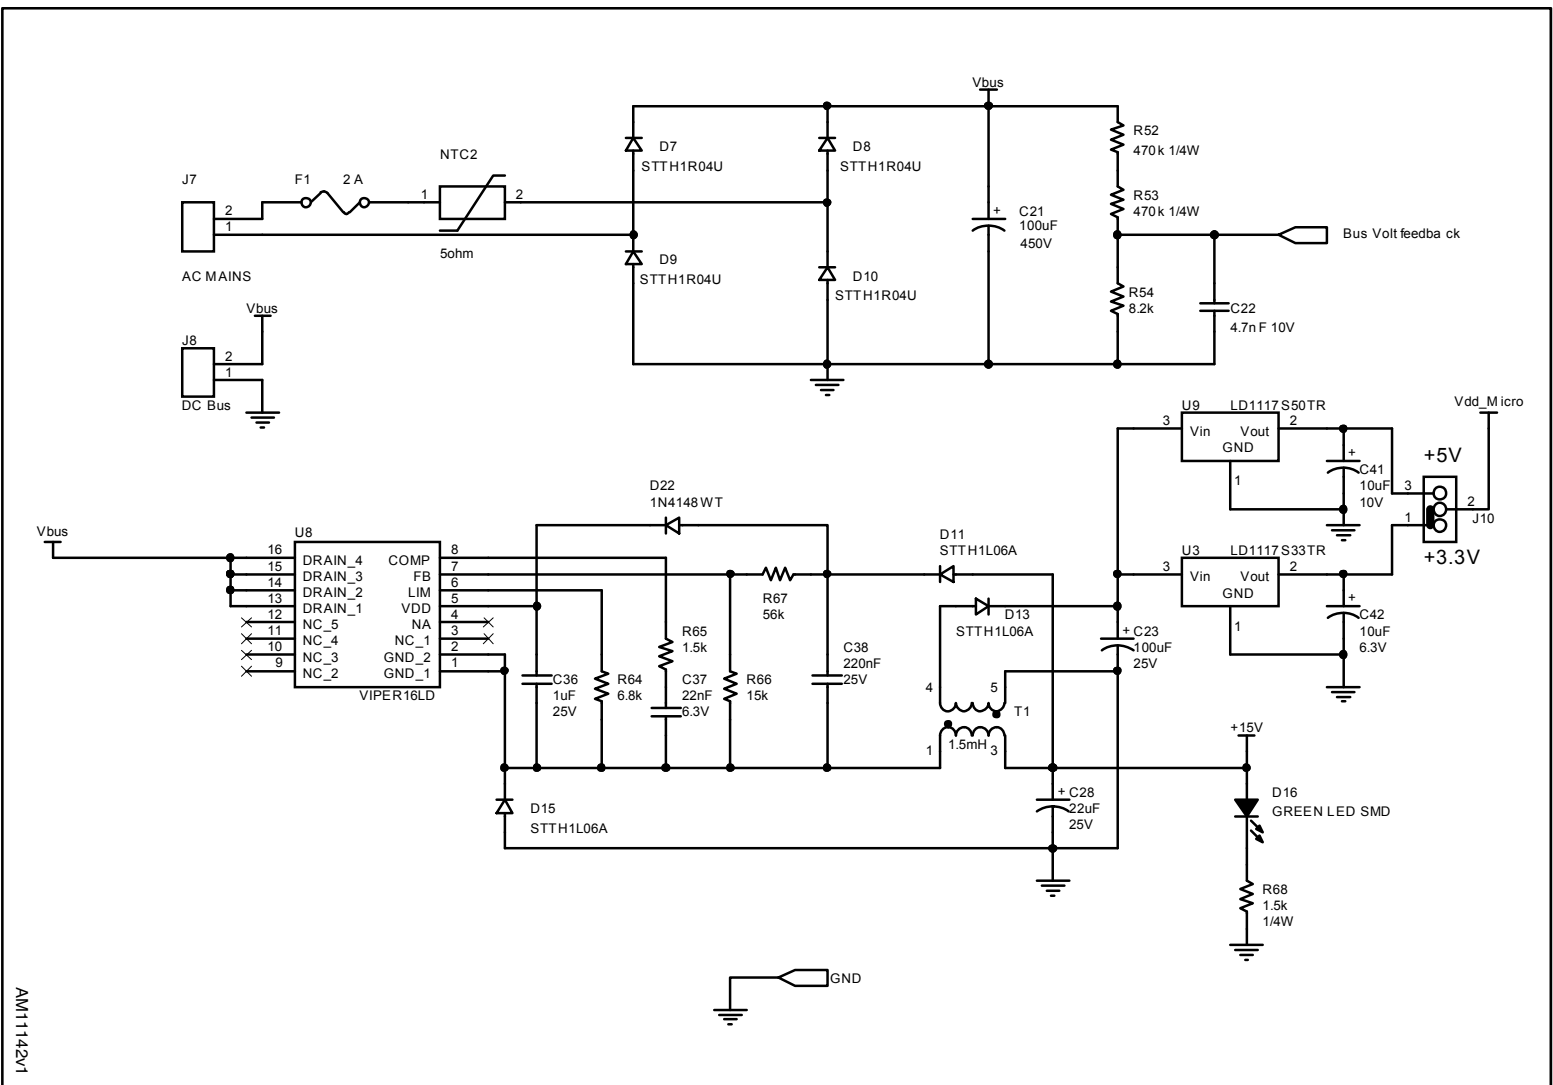 Vbus
R52
470k 1/4W
D7
STTH1R04U
D8
STTH1R04U
NTC2
J7
F1 2 A
2
1
1
2
R53
470k 1/4W
+
C21
100uF
450V
Bus Volt feedba ck
5ohm
D9
STTH1R04U
D10
STTH1R04U
AC MAINS
R54
8.2k
C22
4.7n F 10V
Vbus
J8
2
1
DC Bus
U9 LD1117S50TR
3 Vin Vout 2
GND
1
+
C41
10uF
10V
Vdd_Micro
+5V
3
2
1
J10
+3.3V
D22
1N4148WT
Vbus
U8
16 DRAIN_4 COMP 8
15 DRAIN_3 FB 7
14 DRAIN_2 LIM 6
13 DRAIN_1 VDD 5
12 NC_5 NA 4
11 NC_4 NC_1 3
10 NC_3 GND_2 2
9 NC_2 GND_1 1
VIPER16LD
D11
STTH1L06A
R67
56k
D13
STTH1L06A
U3 LD1117S33TR
3 Vin Vout 2
GND
1
+
C42
10uF
6.3V
+ C23
100uF
25V
R65
1.5k
C38
220nF
25V
C36
1uF
25V
R64
6.8k
C37
22nF
6.3V
R66
15k
4 5
T1
1 1.5mH 3
+15V
D15
STTH1L06A
+ C28
22uF
25V
D16
GREEN LED SMD
R68
1.5k
1/4W
GND
AM11142v1